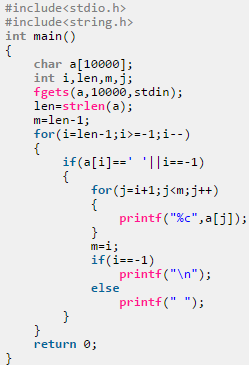 #include<stdio.h>
#include<string.h>
int main()
{
    char a[10000];
    int i,len,m,j;
    fgets(a,10000,stdin);
    len=strlen(a);
    m=len-1;
    for(i=len-1;i>=-1;i--)
    {
        if(a[i]==' '||i==-1)
        {
            for(j=i+1;j<m;j++)
            {
                printf("%c",a[j]);
            }
            m=i;
            if(i==-1)
                printf("\n");
            else
                printf(" ");
        }
    }
    return 0;
}